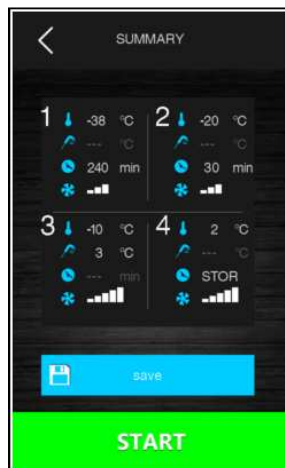 SUMMARY
1 -38 °C 2 -20 °C
--- °C --- °C
240 min 30 min
3 -10 °C 4 2 °C
3 °C --- °C
--- min STOR
save
START